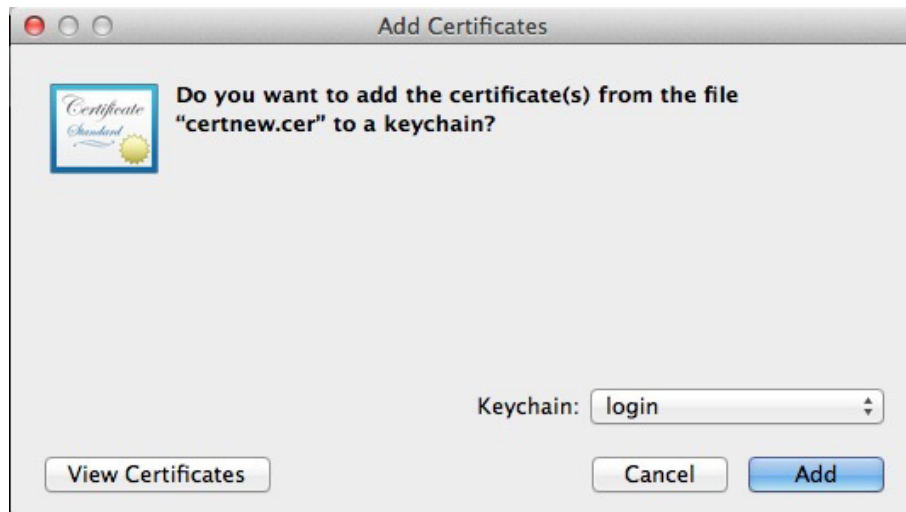 Add Certificates
Certificate
Standard
Do you want to add the certificate(s) from the file
“certnew.cer” to a keychain?
Keychain: login
View Certificates Cancel Add